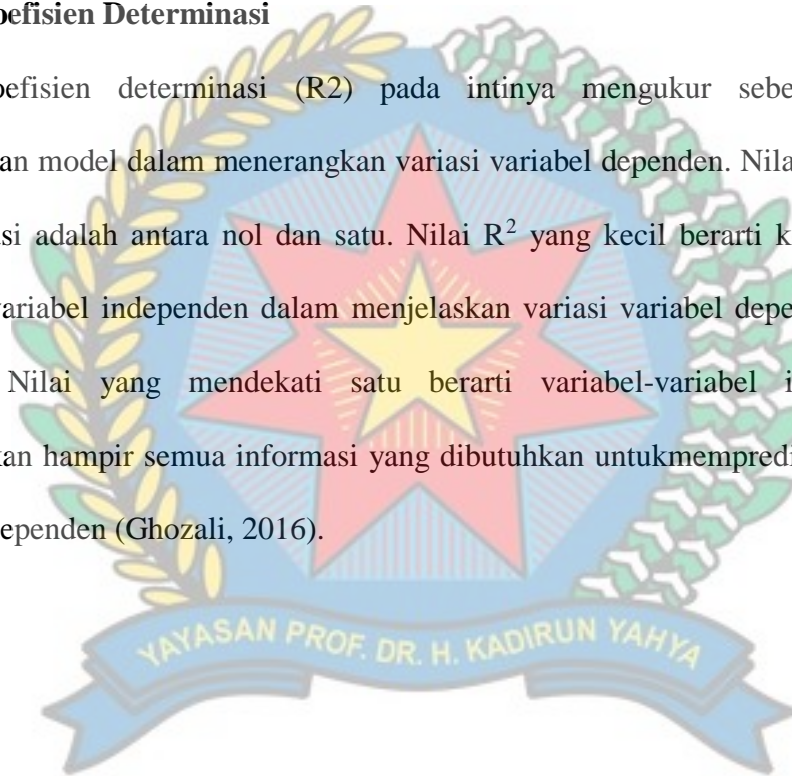 oefisien Determinasi
oefisien determinasi (R2) pada intinya mengukur sebe
an model dalam menerangkan variasi variabel dependen. Nila
si adalah antara nol dan satu. Nilai R² yang kecil berarti k
variabel independen dalam menjelaskan variasi variabel depe
Nilai yang mendekati satu berarti variabel-variabel i
kan hampir semua informasi yang dibutuhkan untukmempredi
ependen (Ghozali, 2016).
YAYASAN PROF. DR. H. KADIRUN YAHYA